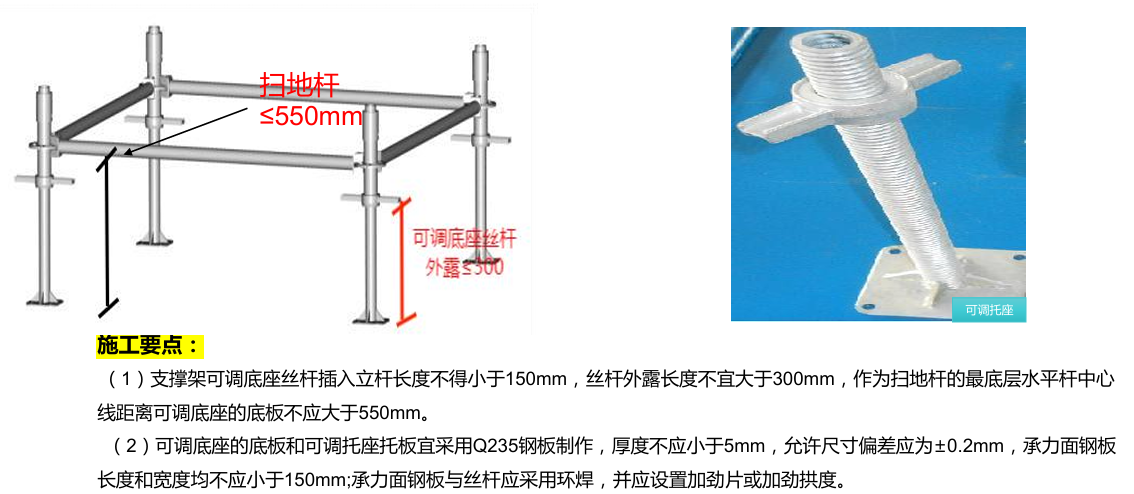 扫地杆
≤550mm
可调底座丝杆
外露≤300
可调托座
施工要点：
（1）支撑架可调底座丝杆插入立杆长度不得小于150mm，丝杆外露长度不宜大于300mm，作为扫地杆的最底层水平杆中心
线距离可调底座的底板不应大于550mm。
（2）可调底座的底板和可调托座托板宜采用Q235钢板制作，厚度不应小于5mm，允许尺寸偏差应为±0.2mm，承力面钢板
长度和宽度均不应小于150mm;承力面钢板与丝杆应采用环焊，并应设置加劲片或加劲拱度。